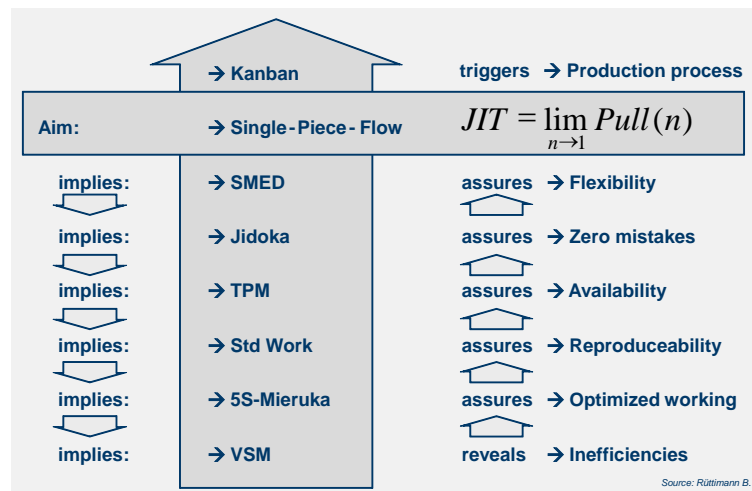 → Kanban triggers → Production process
Aim: → Single-Piece-Flow JIT = lim n→1 Pull(n)
implies: → SMED assures → Flexibility
implies: → Jidoka assures → Zero mistakes
implies: → TPM assures → Availability
implies: → Std Work assures → Reproduceability
implies: → 5S-Mieruka assures → Optimized working
implies: → VSM reveals → Inefficiencies
Source: Rüttimann B.